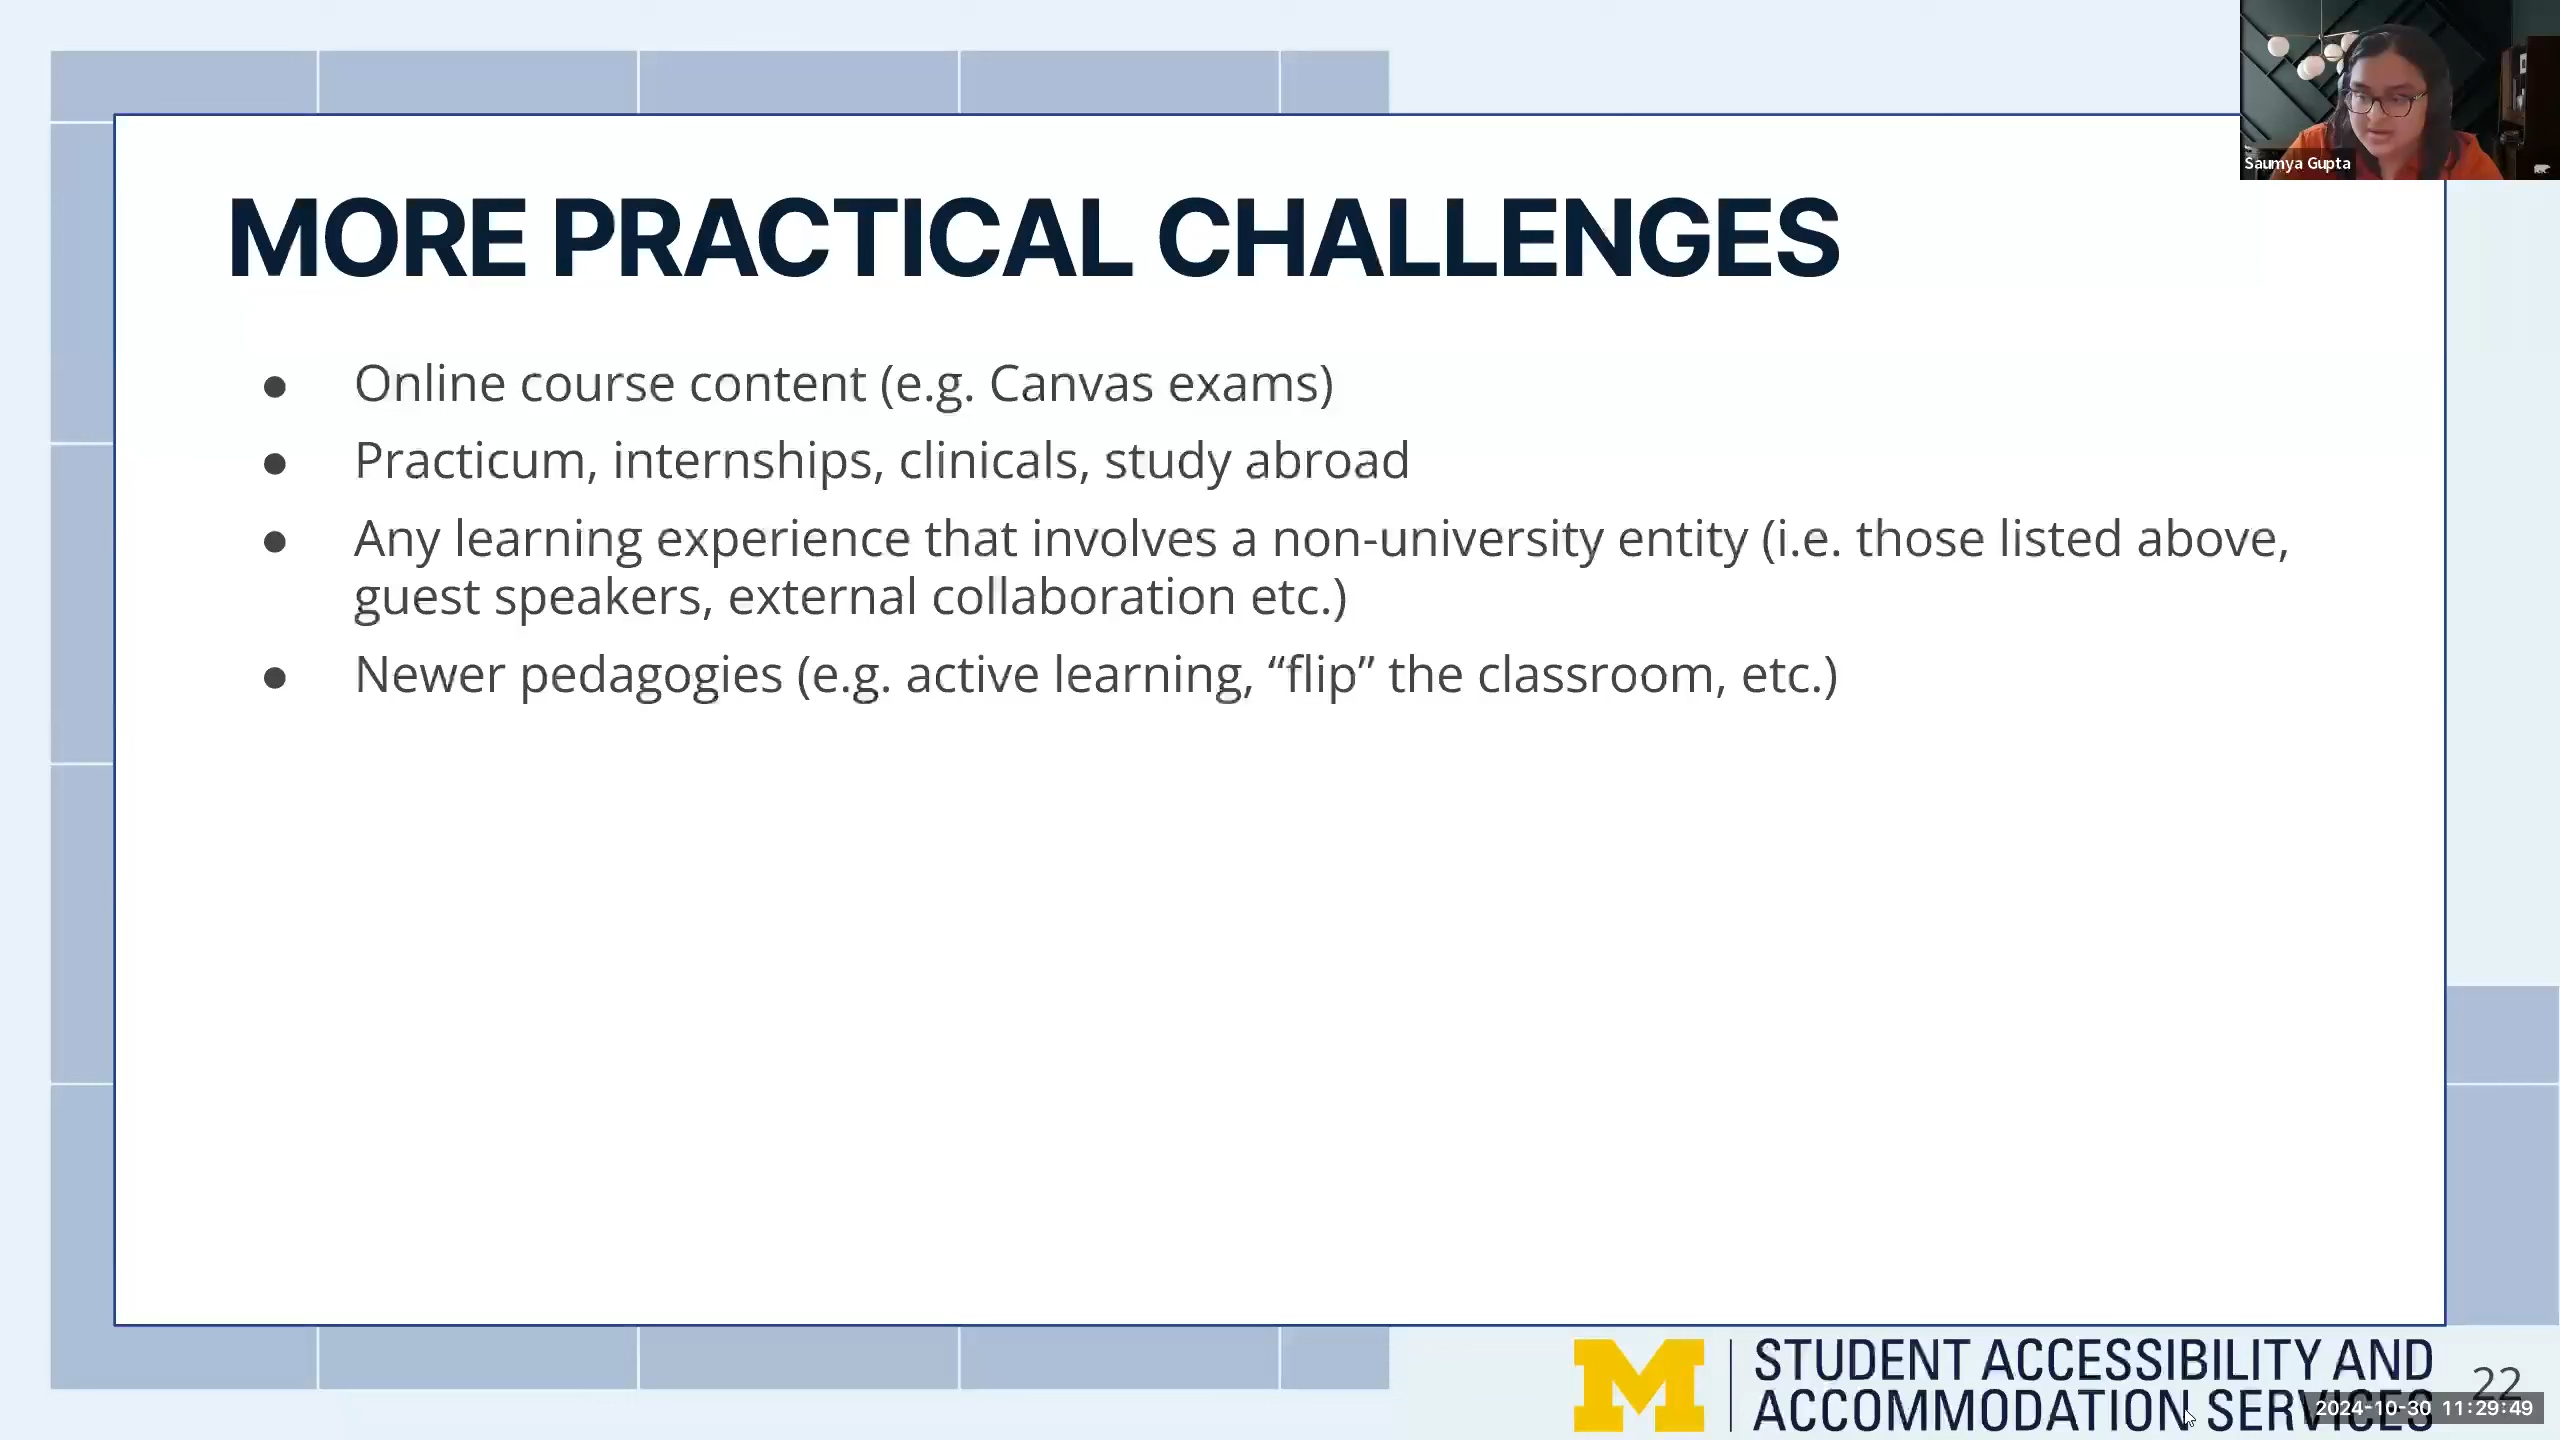 Saumya Gupta
MORE PRACTICAL CHALLENGES
● Online course content (e.g. Canvas exams)
● Practicum, internships, clinicals, study abroad
● Any learning experience that involves a non-university entity (i.e. those listed above,
guest speakers, external collaboration etc.)
● Newer pedagogies (e.g. active learning, “flip” the classroom, etc.)
M
STUDENT ACCESSIBILITY AND
ACCOMMODATION SERVICES
22
2024-10-30 11:29:49